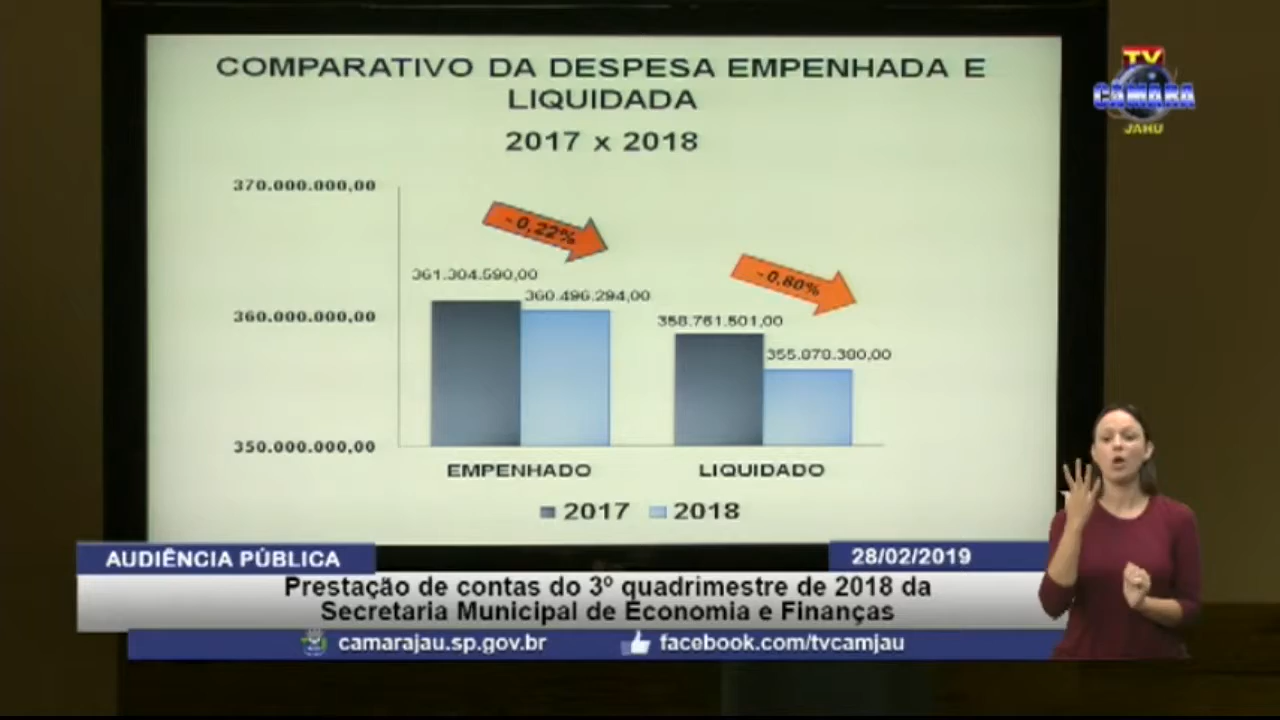 COMPARATIVO DA DESPESA EMPENHADA E
LIQUIDADA
2017 x 2018
TV
CÂMARA
JAHU
370.000.000,00
- 0,22%
-0,80%
361.304.590,00
360.496.294,00
360.000.000,00
358.761.501,00
355.870.300,00
350.000.000,00
EMPENHADO
LIQUIDADO
2017
2018
AUDIÊNCIA PÚBLICA
28/02/2019
Prestação de contas do 3º quadrimestre de 2018 da
Secretaria Municipal de Economia e Finanças
camarajau.sp.gov.br
facebook.com/tvcamjau